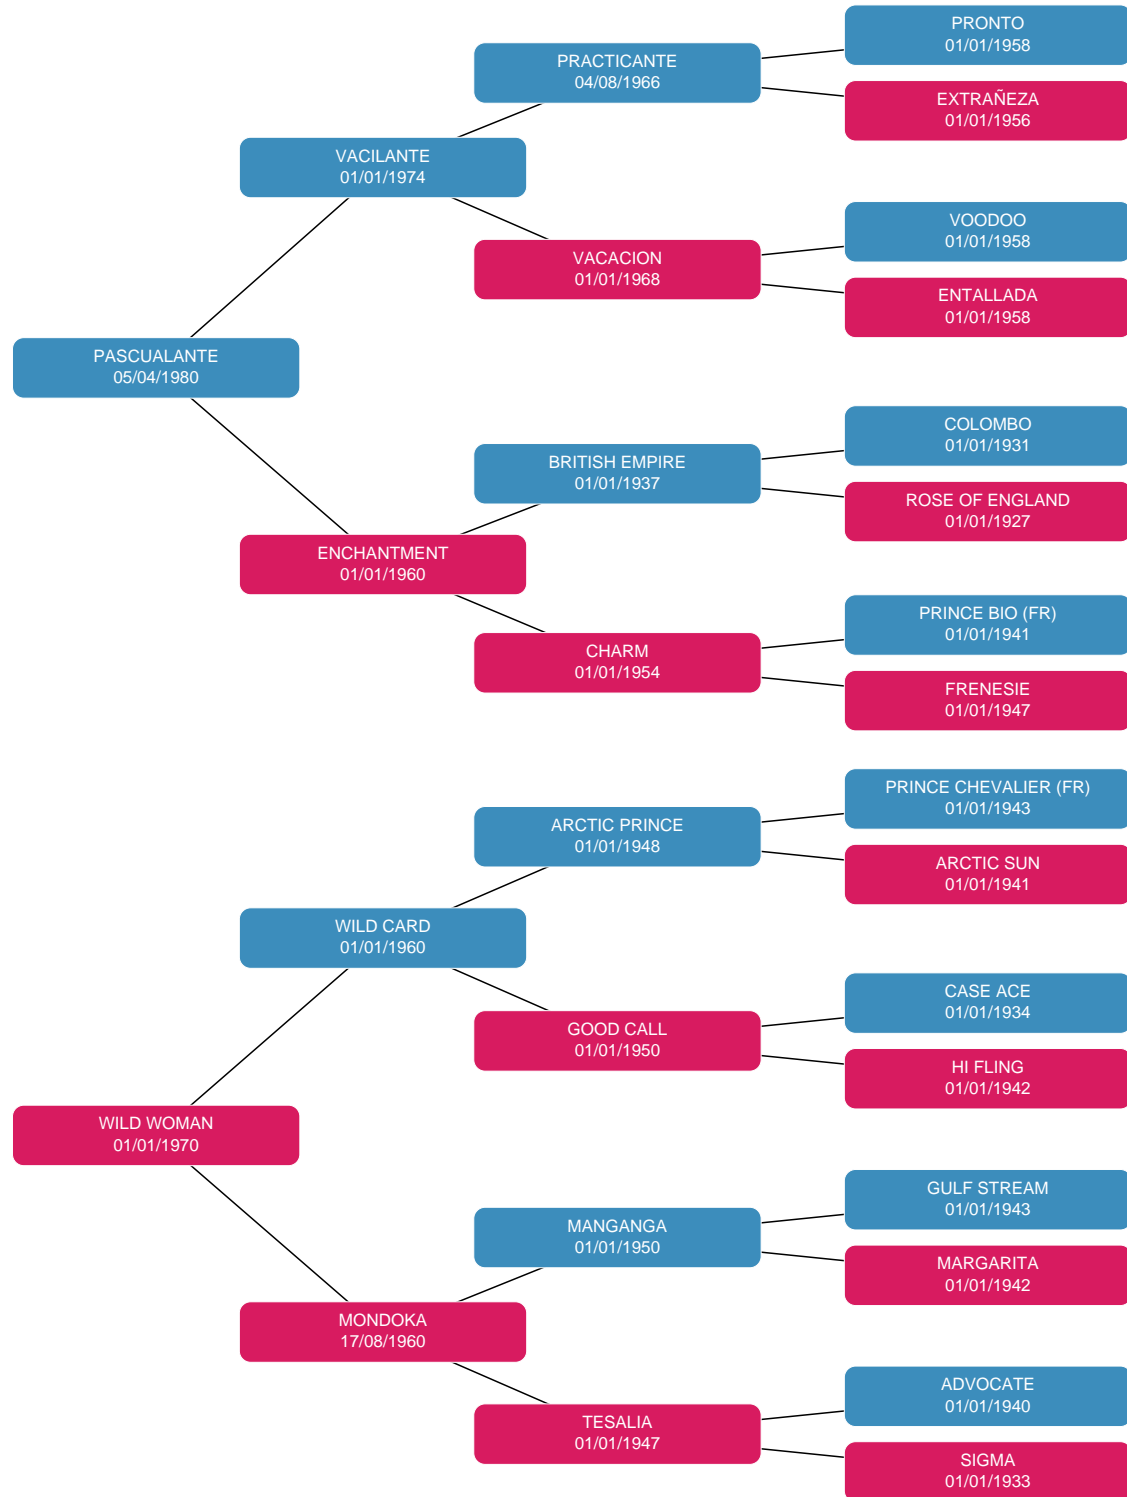 PRONTO
01/01/1958
PRACTICANTE
04/08/1966
EXTRAÑEZA
01/01/1956
VACILANTE
01/01/1974
VOODOO
01/01/1958
VACACION
01/01/1968
ENTALLADA
01/01/1958
PASCUALANTE
05/04/1980
COLOMBO
01/01/1931
BRITISH EMPIRE
01/01/1937
ROSE OF ENGLAND
01/01/1927
ENCHANTMENT
01/01/1960
PRINCE BIO (FR)
01/01/1941
CHARM
01/01/1954
FRENESIE
01/01/1947
PRINCE CHEVALIER (FR)
01/01/1943
ARCTIC PRINCE
01/01/1948
ARCTIC SUN
01/01/1941
WILD CARD
01/01/1960
CASE ACE
01/01/1934
GOOD CALL
01/01/1950
HI FLING
01/01/1942
WILD WOMAN
01/01/1970
GULF STREAM
01/01/1943
MANGANGA
01/01/1950
MARGARITA
01/01/1942
MONDOKA
17/08/1960
ADVOCATE
01/01/1940
TESALIA
01/01/1947
SIGMA
01/01/1933